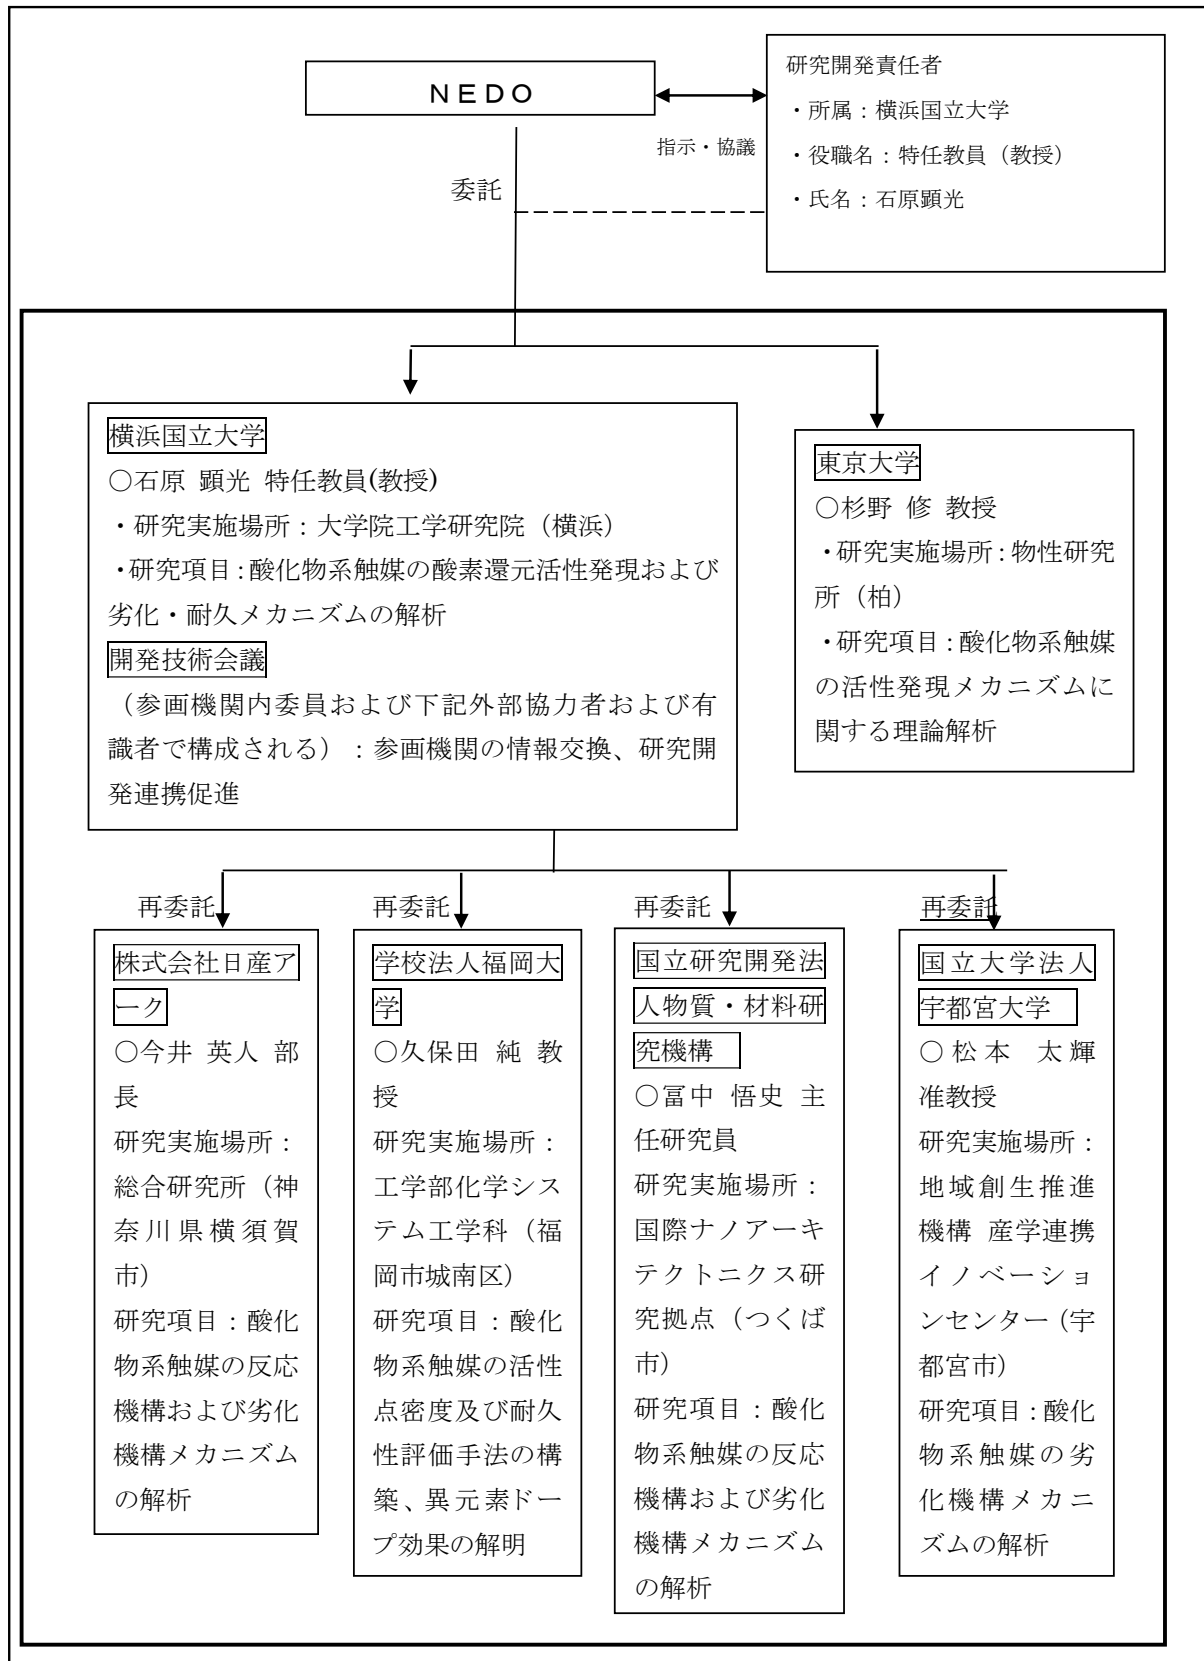 NEDO
指示・協議
委託
研究開発責任者
・所属：横浜国立大学
・役職名：特任教員（教授）
・氏名：石原顕光
横浜国立大学
○石原 顕光 特任教員(教授)
・研究実施場所：大学院工学研究院（横浜）
・研究項目：酸化物系触媒の酸素還元活性発現および
劣化・耐久メカニズムの解析
開発技術会議
（参画機関内委員および下記外部協力者および有
識者で構成される）：参画機関の情報交換、研究開
発連携促進
東京大学
○杉野 修 教授
・研究実施場所：物性研究
所（柏）
・研究項目：酸化物系触媒
の活性発現メカニズムに
関する理論解析
再委託
株式会社日産ア
ーク
○今井 英人 部
長
研究実施場所：
総合研究所（神
奈川県横須賀
市）
研究項目：酸化
物系触媒の反応
機構および劣化
機構メカニズム
の解析
再委託
学校法人福岡大
学
○久保田 純 教
授
研究実施場所：
工学部化学シス
テム工学科（福
岡市城南区）
研究項目：酸化
物系触媒の活性
点密度及び耐久
性評価手法の構
築、異元素ドー
プ効果の解明
再委託
国立研究開発法
人物質・材料研
究機構
○冨中 悟史 主
任研究員
研究実施場所：
国際ナノアーキ
テクトニクス研
究拠点（つくば
市）
研究項目：酸化
物系触媒の反応
機構および劣化
機構メカニズム
の解析
再委託
国立大学法人
宇都宮大学
○松本 太輝
准教授
研究実施場所：
地域創生推進
機構 産学連携
イノベーショ
ンセンター（宇
都宮市）
研究項目：酸化
物系触媒の劣
化機構メカニ
ズムの解析